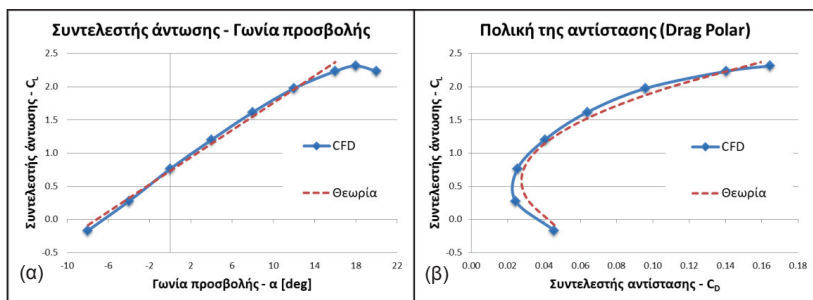 Συντελεστής άντωσης - Γωνία προσβολής
Συντελεστής άντωσης - CL
2.5
2.0
1.5
1.0
0.5
0.0
-0.5
CFD
Θεωρία
-10 -6 -2 2 6 10 14 18 22
Γωνία προσβολής - α [deg]
(α)
Πολική της αντίστασης (Drag Polar)
Συντελεστής άντωσης - CL
2.5
2.0
1.5
1.0
0.5
0.0
-0.5
CFD
Θεωρία
0.00 0.02 0.04 0.06 0.08 0.10 0.12 0.14 0.16 0.18
Συντελεστής αντίστασης - CD
(β)